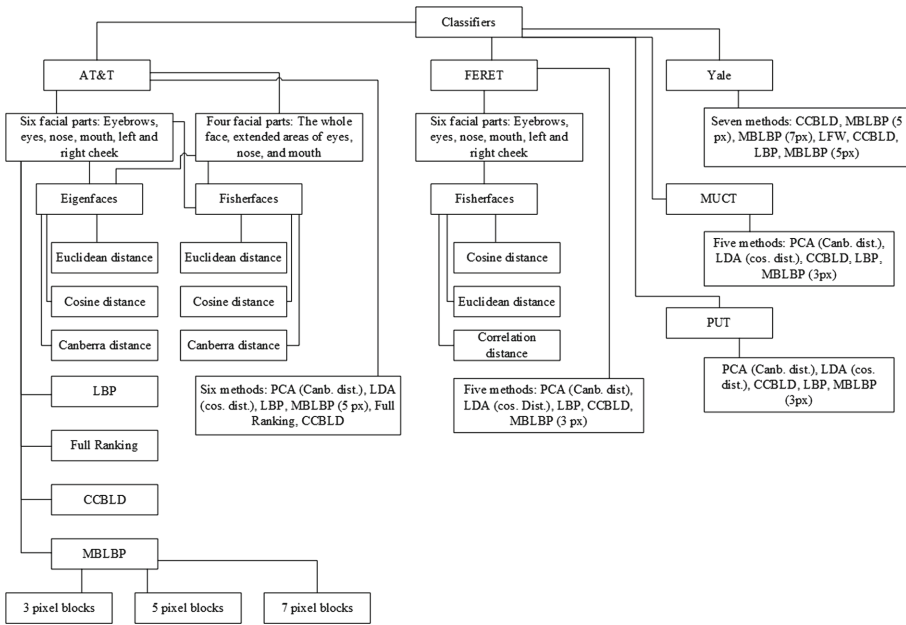 Classifiers
AT&T
FERET
Yale
Six facial parts: Eyebrows,
eyes, nose, mouth, left and
right cheek
Four facial parts: The whole
face, extended areas of eyes,
nose, and mouth
Six facial parts: Eyebrows,
eyes, nose, mouth, left and
right cheek
Seven methods: CCBLD, MBLBP (5
px), MBLBP (7px), LFW, CCBLD,
LBP, MBLBP (5px)
Eigenfaces
Fisherfaces
Fisherfaces
MUCT
Euclidean distance
Euclidean distance
Cosine distance
Five methods: PCA (Canb. dist.),
LDA (cos. dist.), CCBLD, LBP,
MBLBP (3px)
Cosine distance
Cosine distance
Euclidean distance
PUT
Canberra distance
Canberra distance
Correlation
distance
PCA (Canb. dist.), LDA (cos.
dist.), CCBLD, LBP, MBLBP
(3px)
LBP
Six methods: PCA (Canb. dist.), LDA
(cos. dist.), LBP, MBLBP (5 px), Full
Ranking, CCBLD
Five methods: PCA (Canb. dist),
LDA (cos. Dist.), LBP, CCBLD,
MBLBP (3 px)
Full Ranking
CCBLD
MBLBP
3 pixel blocks
5 pixel blocks
7 pixel blocks